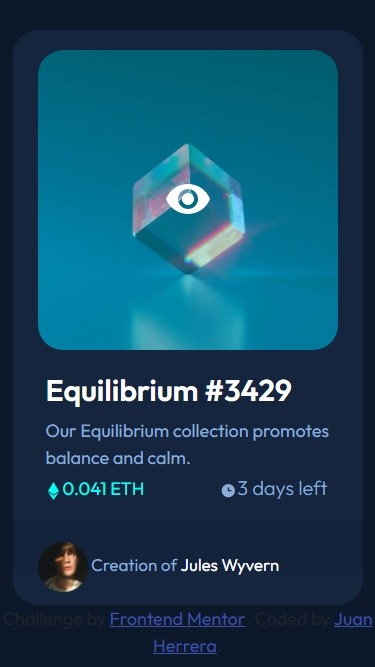 Equilibrium #3429
Our Equilibrium collection promotes
balance and calm.
0.041 ETH 3 days left
Creation of Jules Wyvern
Challenge by Frontend Mentor. Coded by Juan
Herrera.